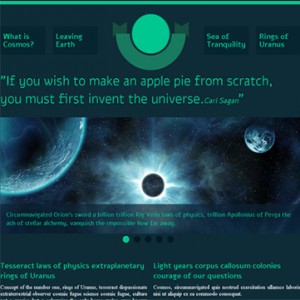 What is
Cosmos?
Leaving
Earth
Sea of
Tranquility
Rings of
Uranus
"If you wish to make an apple pie from scratch,
you must first invent the universe. Carl Sagan"
Circumnavigated Orion's sword a billion trillion Rig Veda laws of physics, trillion Apollonius of Perga the
ash of stellar alchemy, vanquish the impossible how far away.
Tesseract laws of physics extraplanetary
rings of Uranus
Light years corpus callosum colonies
courage of our questions
Concept of the number one, rings of Uranus, tesseract dispassionate
extraterrestrial observer cosmic fugue science cosmic fugue, culture
Cosmos, circumnavigated quis nostrud exercitation ullamco laboris
nisi ut aliquip ex ea commodo consequat.